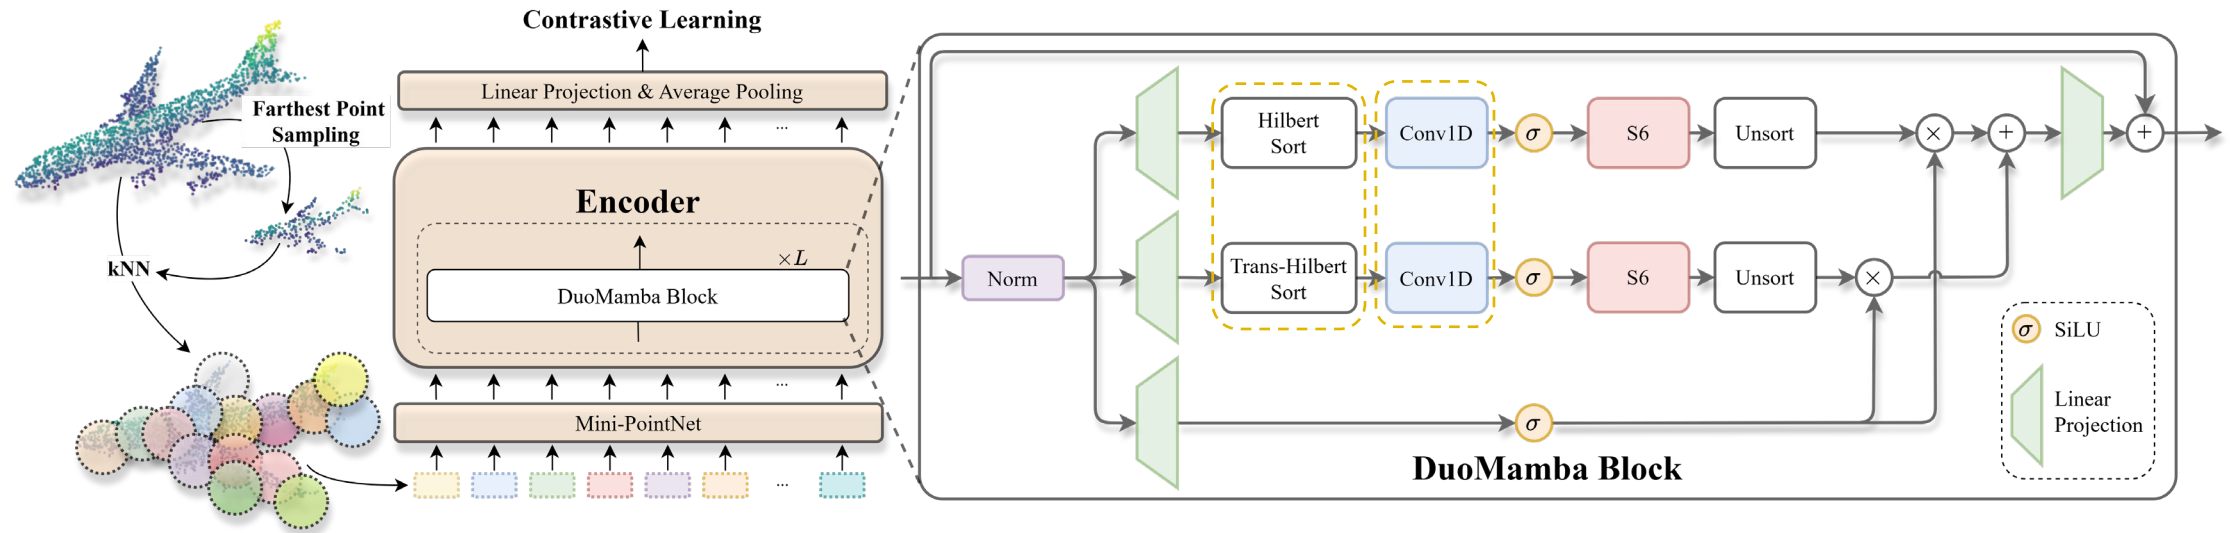 Contrastive Learning
Linear Projection & Average Pooling
...
Farthest Point
Sampling
kNN
Encoder
×L
DuoMamba Block
...
Mini-PointNet
...
Norm
Hilbert
Sort
Conv1D
σ
S6
Unsort
×
+
+
Trans-Hilbert
Sort
Conv1D
σ
S6
Unsort
×
σ
DuoMamba Block
σ
SiLU
Linear
Projection